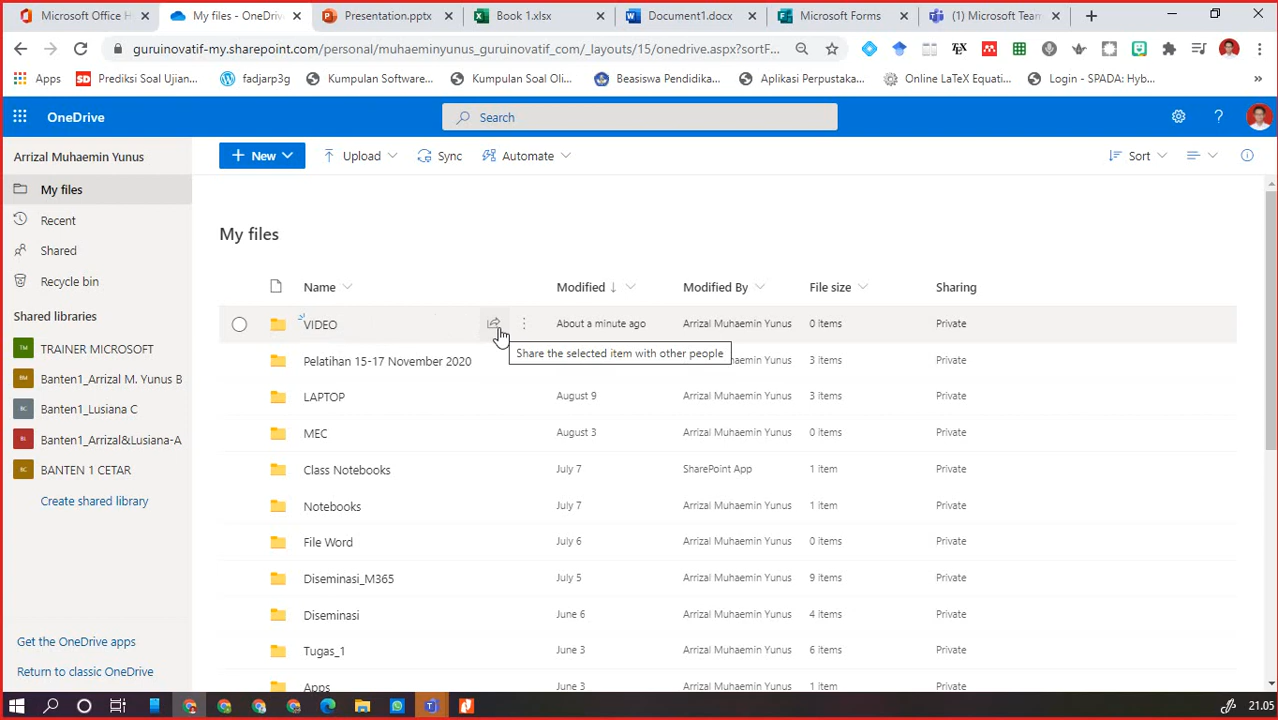 Microsoft Office H
My files - OneDriv
Presentation.pptx
Book 1.xlsx
Document1.docx
Microsoft Forms
(1) Microsoft Team
guruinovatif-my.sharepoint.com/personal/muhaeminyunus_guruinovatif_com/_layouts/15/onedrive.aspx?sortF...
Apps
Prediksi Soal Ujian...
fadjarp3g
Kumpulan Software...
Kumpulan Soal Oli...
Beasiswa Pendidika...
Aplikasi Perpustaka...
Online LaTeX Equati...
Login - SPADA: Hyb...
OneDrive
Search
Arrizal Muhaemin Yunus
New
Upload
Sync
Automate
Sort
My files
Recent
Shared
Recycle bin
Shared libraries
TRAINER MICROSOFT
Banten1_Arrizal M. Yunus B
Banten1_Lusiana C
Banten1_Arrizal&Lusiana-A
BANTEN 1 CETAR
Create shared library
Get the OneDrive apps
Return to classic OneDrive
My files
Name Modified Modified By File size Sharing
VIDEO About a minute ago Arrizal Muhaemin Yunus 0 items Private
Share the selected item with other people
Pelatihan 15-17 November 2020 Arrizal Muhaemin Yunus 3 items Private
LAPTOP August 9 Arrizal Muhaemin Yunus 3 items Private
MEC August 3 Arrizal Muhaemin Yunus 0 items Private
Class Notebooks July 7 SharePoint App 1 item Private
Notebooks July 7 Arrizal Muhaemin Yunus 1 item Private
File Word July 6 Arrizal Muhaemin Yunus 0 items Private
Diseminasi_M365 July 5 Arrizal Muhaemin Yunus 9 items Private
Diseminasi June 6 Arrizal Muhaemin Yunus 4 items Private
Tugas_1 June 3 Arrizal Muhaemin Yunus 6 items Private
Apps June 3 Arrizal Muhaemin Yunus 1 item Private
21.05